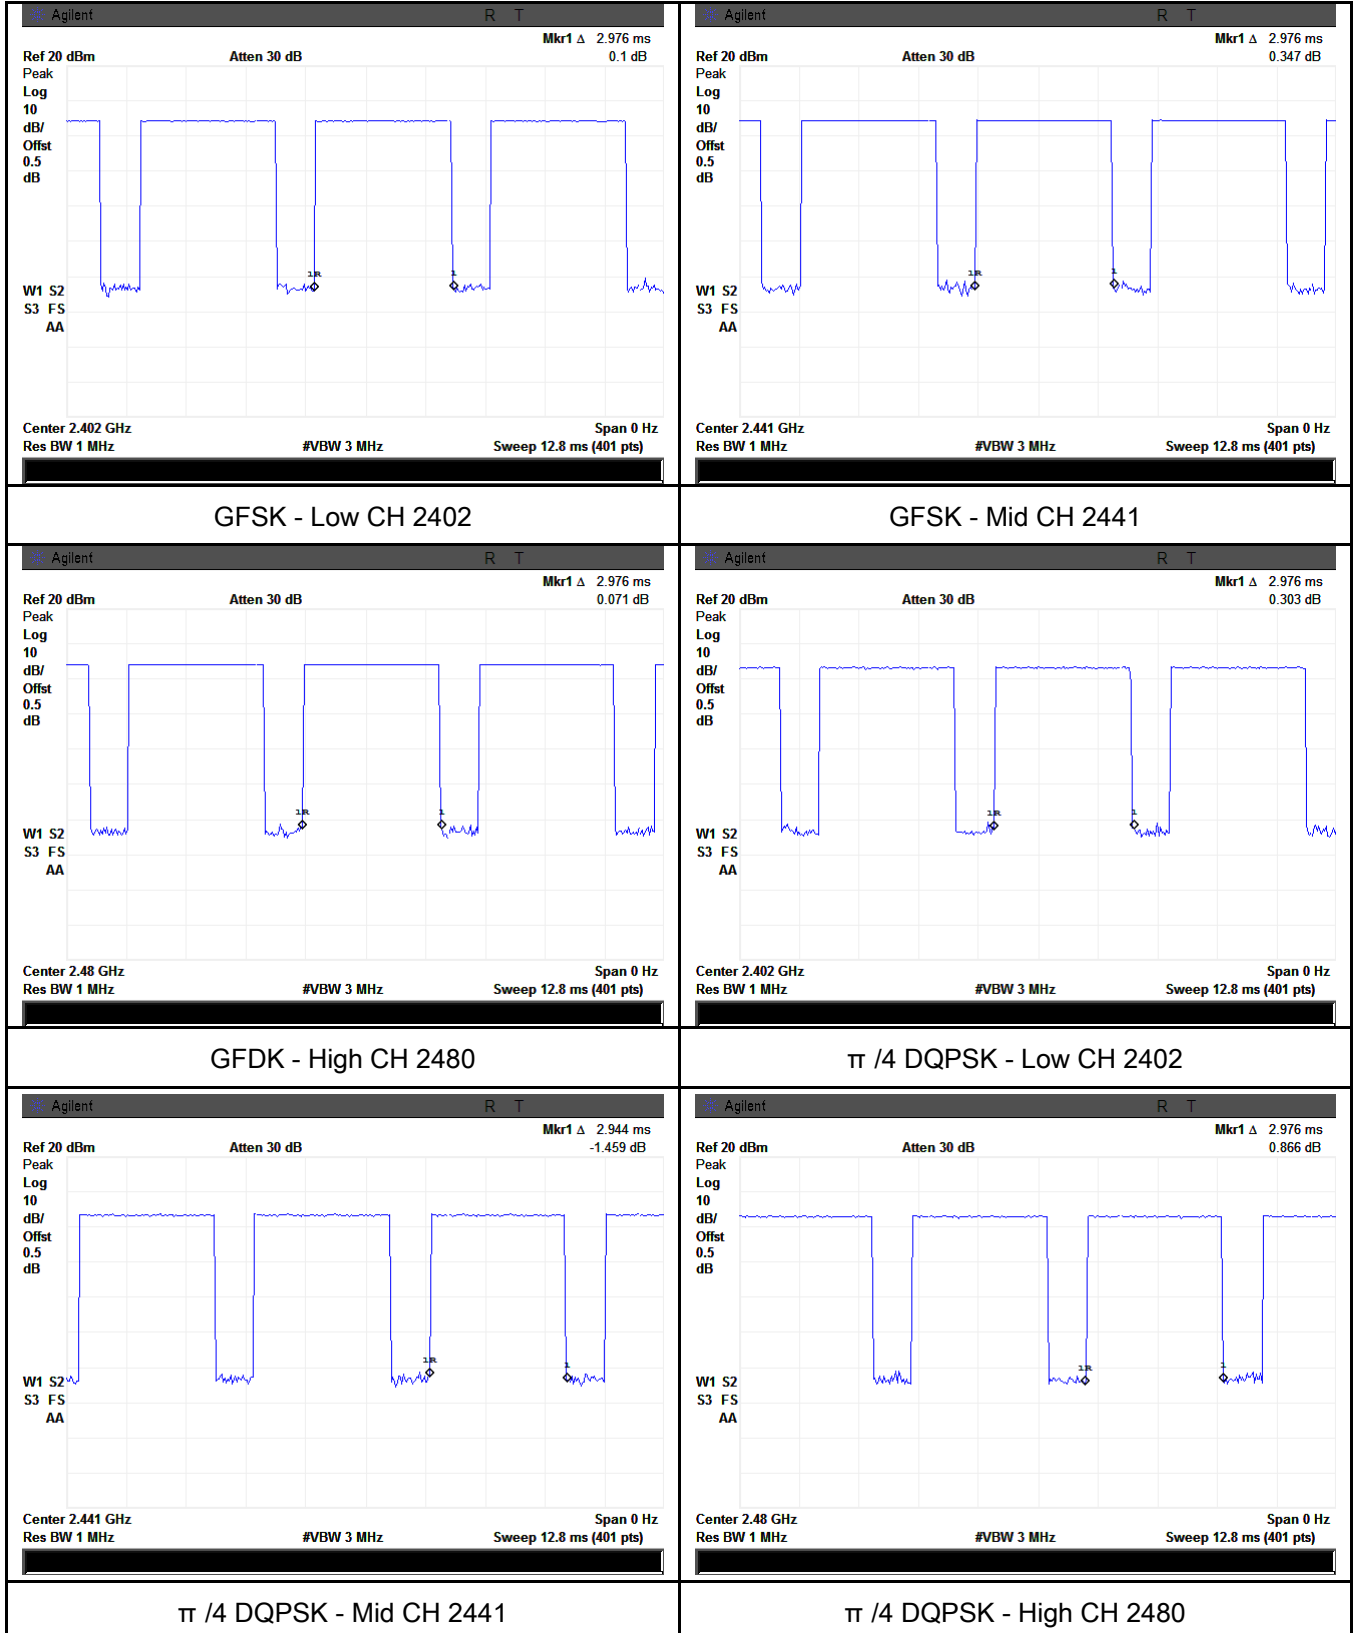 Agilent R T
Mkr1 Δ 2.976 ms
Ref 20 dBm Atten 30 dB 0.1 dB
Peak
Log
10
dB/
Offst
0.5
dB
1R 1
W1 S2
S3 FS
AA
Center 2.402 GHz Span 0 Hz
Res BW 1 MHz #VBW 3 MHz Sweep 12.8 ms (401 pts)
GFSK - Low CH 2402
Agilent R T
Mkr1 Δ 2.976 ms
Ref 20 dBm Atten 30 dB 0.347 dB
Peak
Log
10
dB/
Offst
0.5
dB
1R 1
W1 S2
S3 FS
AA
Center 2.441 GHz Span 0 Hz
Res BW 1 MHz #VBW 3 MHz Sweep 12.8 ms (401 pts)
GFSK - Mid CH 2441
Agilent R T
Mkr1 Δ 2.976 ms
Ref 20 dBm Atten 30 dB 0.071 dB
Peak
Log
10
dB/
Offst
0.5
dB
1R 1
W1 S2
S3 FS
AA
Center 2.48 GHz Span 0 Hz
Res BW 1 MHz #VBW 3 MHz Sweep 12.8 ms (401 pts)
GFDK - High CH 2480
Agilent R T
Mkr1 Δ 2.976 ms
Ref 20 dBm Atten 30 dB 0.303 dB
Peak
Log
10
dB/
Offst
0.5
dB
1R 1
W1 S2
S3 FS
AA
Center 2.402 GHz Span 0 Hz
Res BW 1 MHz #VBW 3 MHz Sweep 12.8 ms (401 pts)
π /4 DQPSK - Low CH 2402
Agilent R T
Mkr1 Δ 2.944 ms
Ref 20 dBm Atten 30 dB -1.459 dB
Peak
Log
10
dB/
Offst
0.5
dB
1R 1
W1 S2
S3 FS
AA
Center 2.441 GHz Span 0 Hz
Res BW 1 MHz #VBW 3 MHz Sweep 12.8 ms (401 pts)
π /4 DQPSK - Mid CH 2441
Agilent R T
Mkr1 Δ 2.976 ms
Ref 20 dBm Atten 30 dB 0.866 dB
Peak
Log
10
dB/
Offst
0.5
dB
1R 1
W1 S2
S3 FS
AA
Center 2.48 GHz Span 0 Hz
Res BW 1 MHz #VBW 3 MHz Sweep 12.8 ms (401 pts)
π /4 DQPSK - High CH 2480